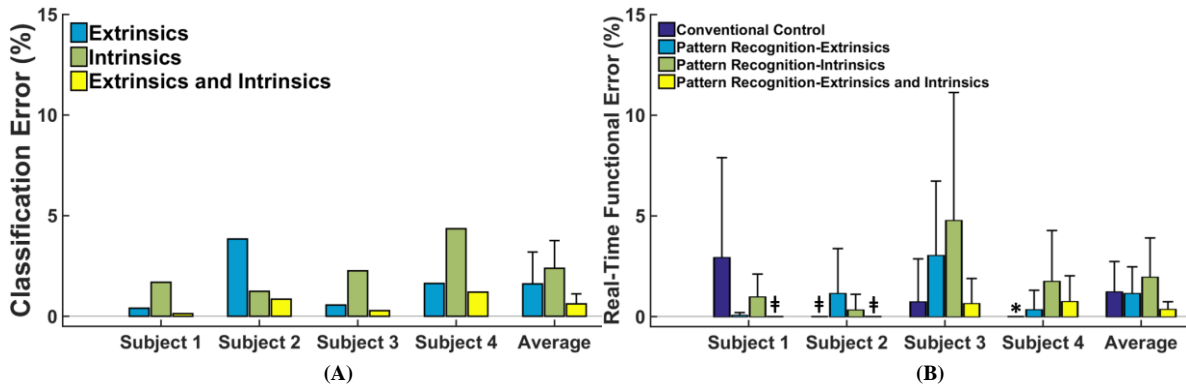 Classification Error (%)
15
10
5
0
Extrinsics
Intrinsics
Extrinsics and Intrinsics
Subject 1 Subject 2 Subject 3 Subject 4 Average
(A)
Real-Time Functional Error (%)
15
10
5
0
Conventional Control
Pattern Recognition-Extrinsics
Pattern Recognition-Intrinsics
Pattern Recognition-Extrinsics and Intrinsics
ǂ ǂ ǂ *
Subject 1 Subject 2 Subject 3 Subject 4 Average
(B)